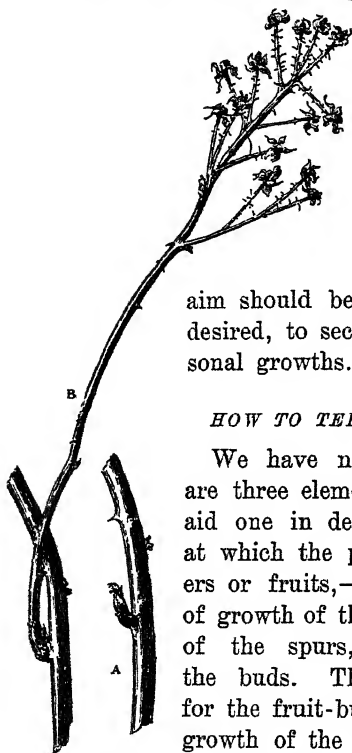 B
aim should be
desired, to sec
sonal growths.
HOW TO TEL
We have n
are three elem
aid one in de
at which the p
ers or fruits,—
of growth of th
of the spurs,
A
the buds. Th
for the fruit-bu
growth of the